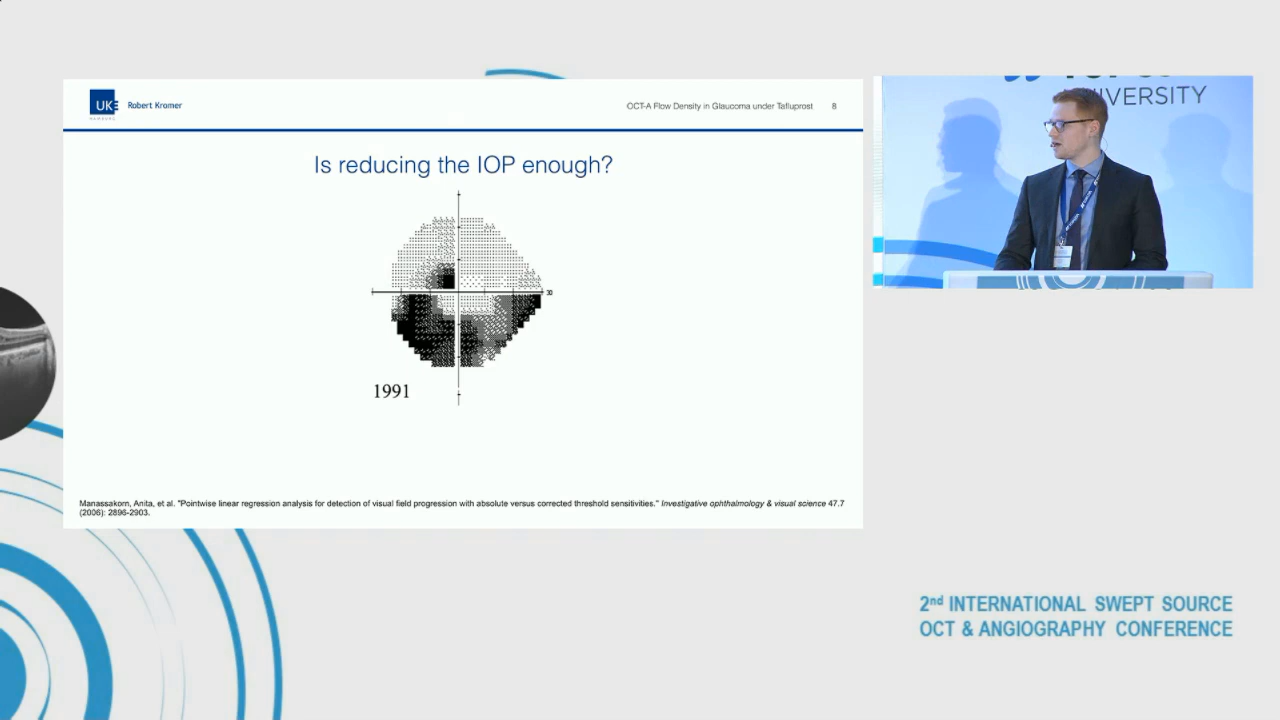 UKE
HAMBURG
Robert Kromer
OCT-A Flow Density in Glaucoma under Tafluprost 8
UNIVERSITY
Is reducing the IOP enough?
30
1991
Manassakorn, Anita, et al. "Pointwise linear regression analysis for detection of visual field progression with absolute versus corrected threshold sensitivities." Investigative ophthalmology & visual science 47.7
(2006): 2896-2903.
2nd INTERNATIONAL SWEPT SOURCE
OCT & ANGIOGRAPHY CONFERENCE